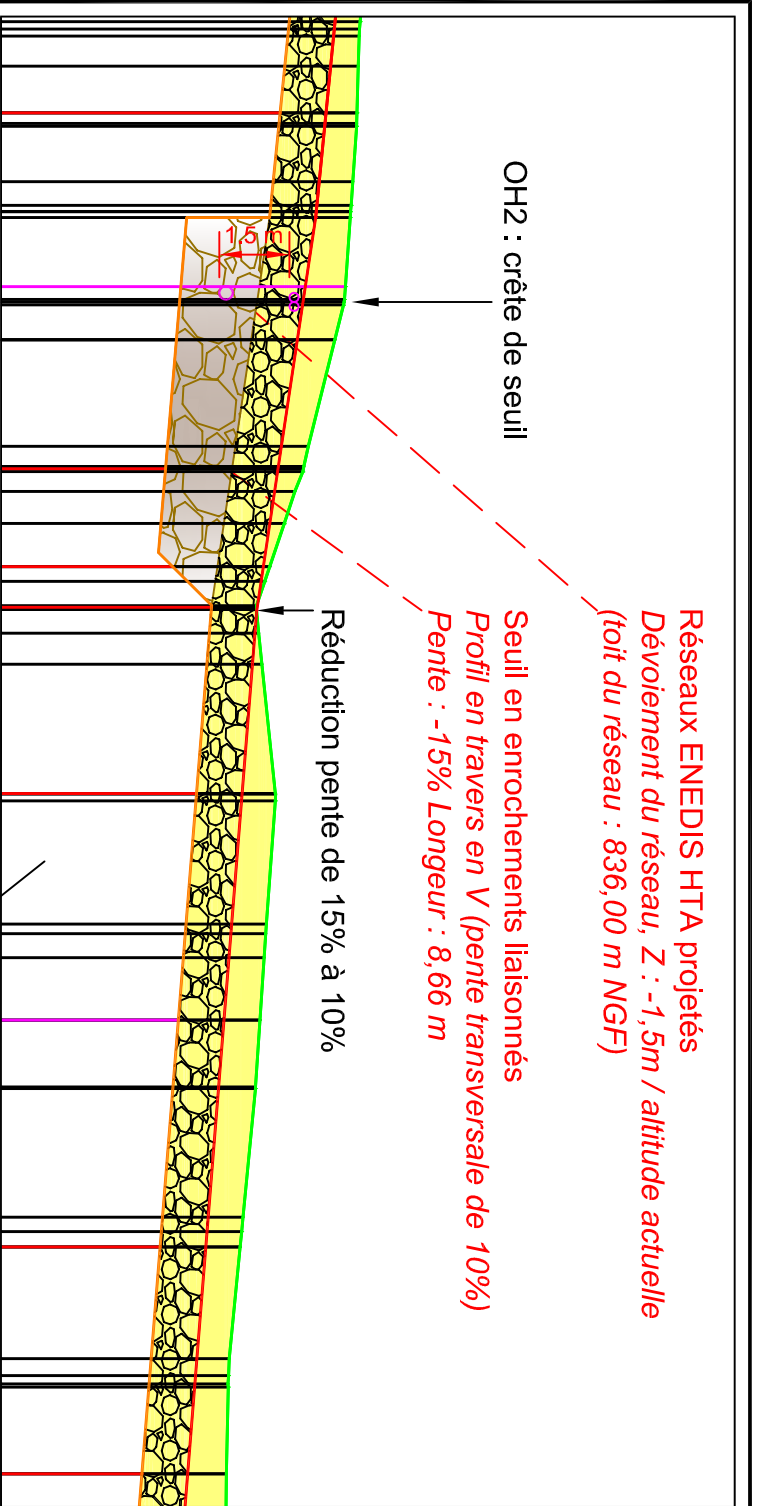 OH2 : crête de seuil
Réseaux ENEDIS HTA projetés
Dévoiement du réseau, Z : -1,5m / altitude actuelle
(toit du réseau : 836,00 m NGF)
Seuil en enrochements liaisonnés
Profil en travers en V (pente transversale de 10%)
Pente : -15% Longeur : 8,66 m
Réduction pente de 15% à 10%
1.5 m